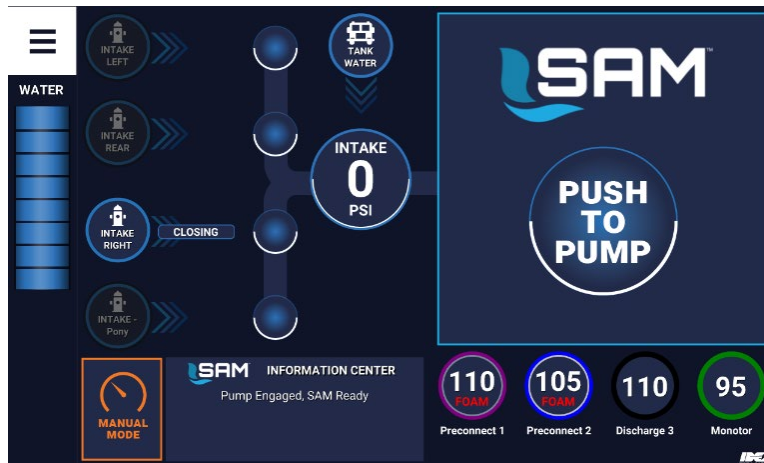 WATER
INTAKE
LEFT
INTAKE
REAR
INTAKE
RIGHT
CLOSING
INTAKE -
Pony
TANK
WATER
INTAKE
0
PSI
SAM™
PUSH
TO
PUMP
MANUAL
MODE
SAM INFORMATION CENTER
Pump Engaged, SAM Ready
110
FOAM
Preconnect 1
105
FOAM
Preconnect 2
110
Discharge 3
95
Monotor